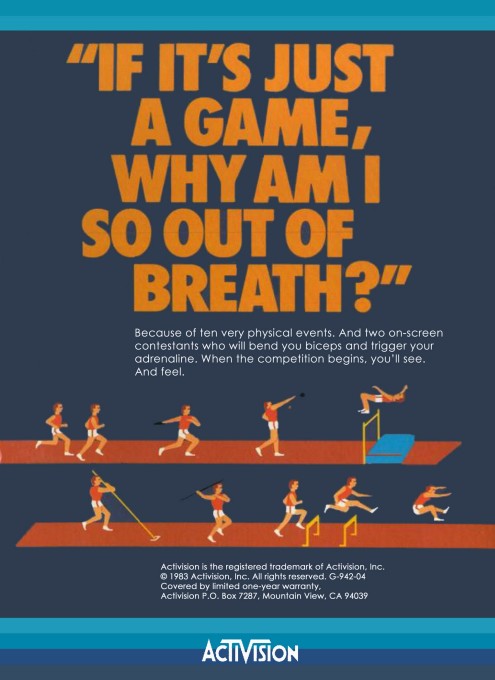 “IF IT’S JUST
A GAME,
WHY AM I
SO OUT OF
BREATH?”
Because of ten very physical events. And two on-screen
contestants who will bend you biceps and trigger your
adrenaline. When the competition begins, you’ll see.
And feel.
Activision is the registered trademark of Activision, Inc.
© 1983 Activision, Inc. All rights reserved. G-942-04
Covered by limited one-year warranty,
Activision P.O. Box 7287, Mountain View, CA 94039
ACTIVISION